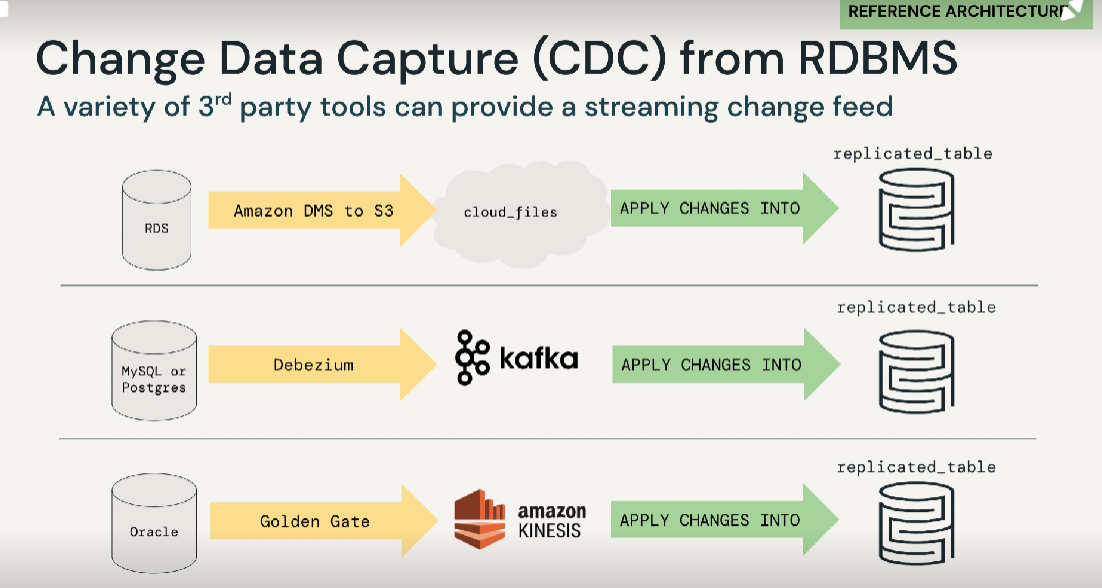 REFERENCE ARCHITECTURE
Change Data Capture (CDC) from RDBMS
A variety of 3rd party tools can provide a streaming change feed
replicated_table
RDS
Amazon DMS to S3
cloud_files
APPLY CHANGES INTO
replicated_table
MySQL or
Postgres
Debezium
kafka
APPLY CHANGES INTO
replicated_table
Oracle
Golden Gate
amazon
KINESIS
APPLY CHANGES INTO